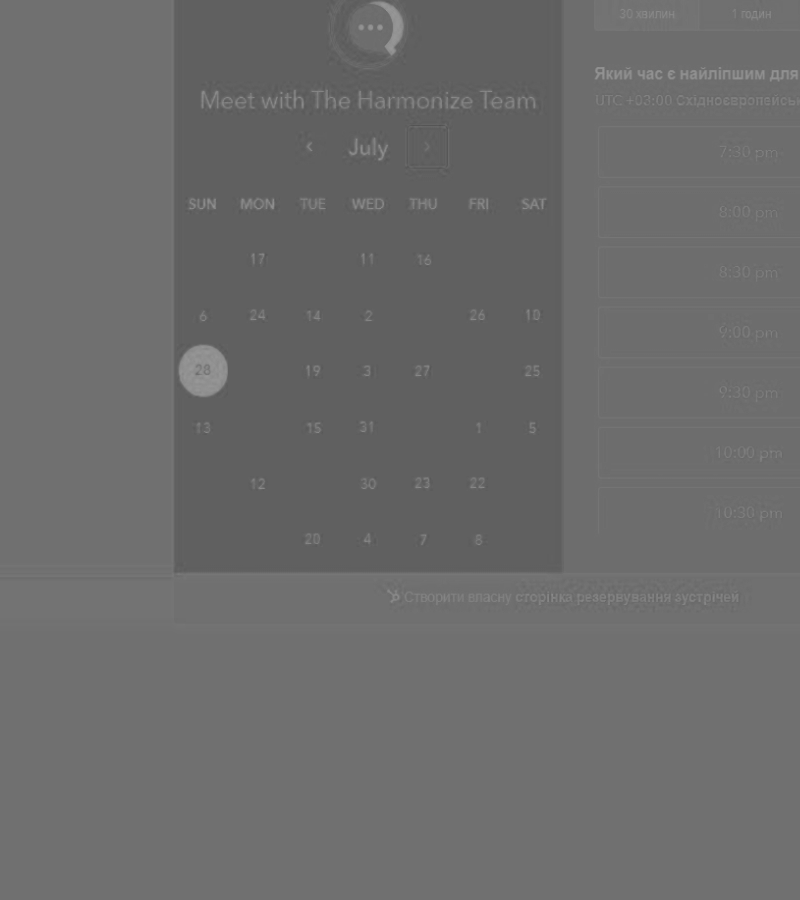 30 хвилин 1 годин
Який час є найліпшим для
UTC +03:00 Східноєвропейськ
Meet with The Harmonize Team
‹ July ›
SUN MON TUE WED THU FRI SAT
17 11 16
6 24 14 2 26 10
28 19 3 27 25
13 15 31 1 5
12 30 23 22
20 4 7 8
7:30 pm
8:00 pm
8:30 pm
9:00 pm
9:30 pm
10:00 pm
10:30 pm
Створити власну сторінка резервування зустрічей